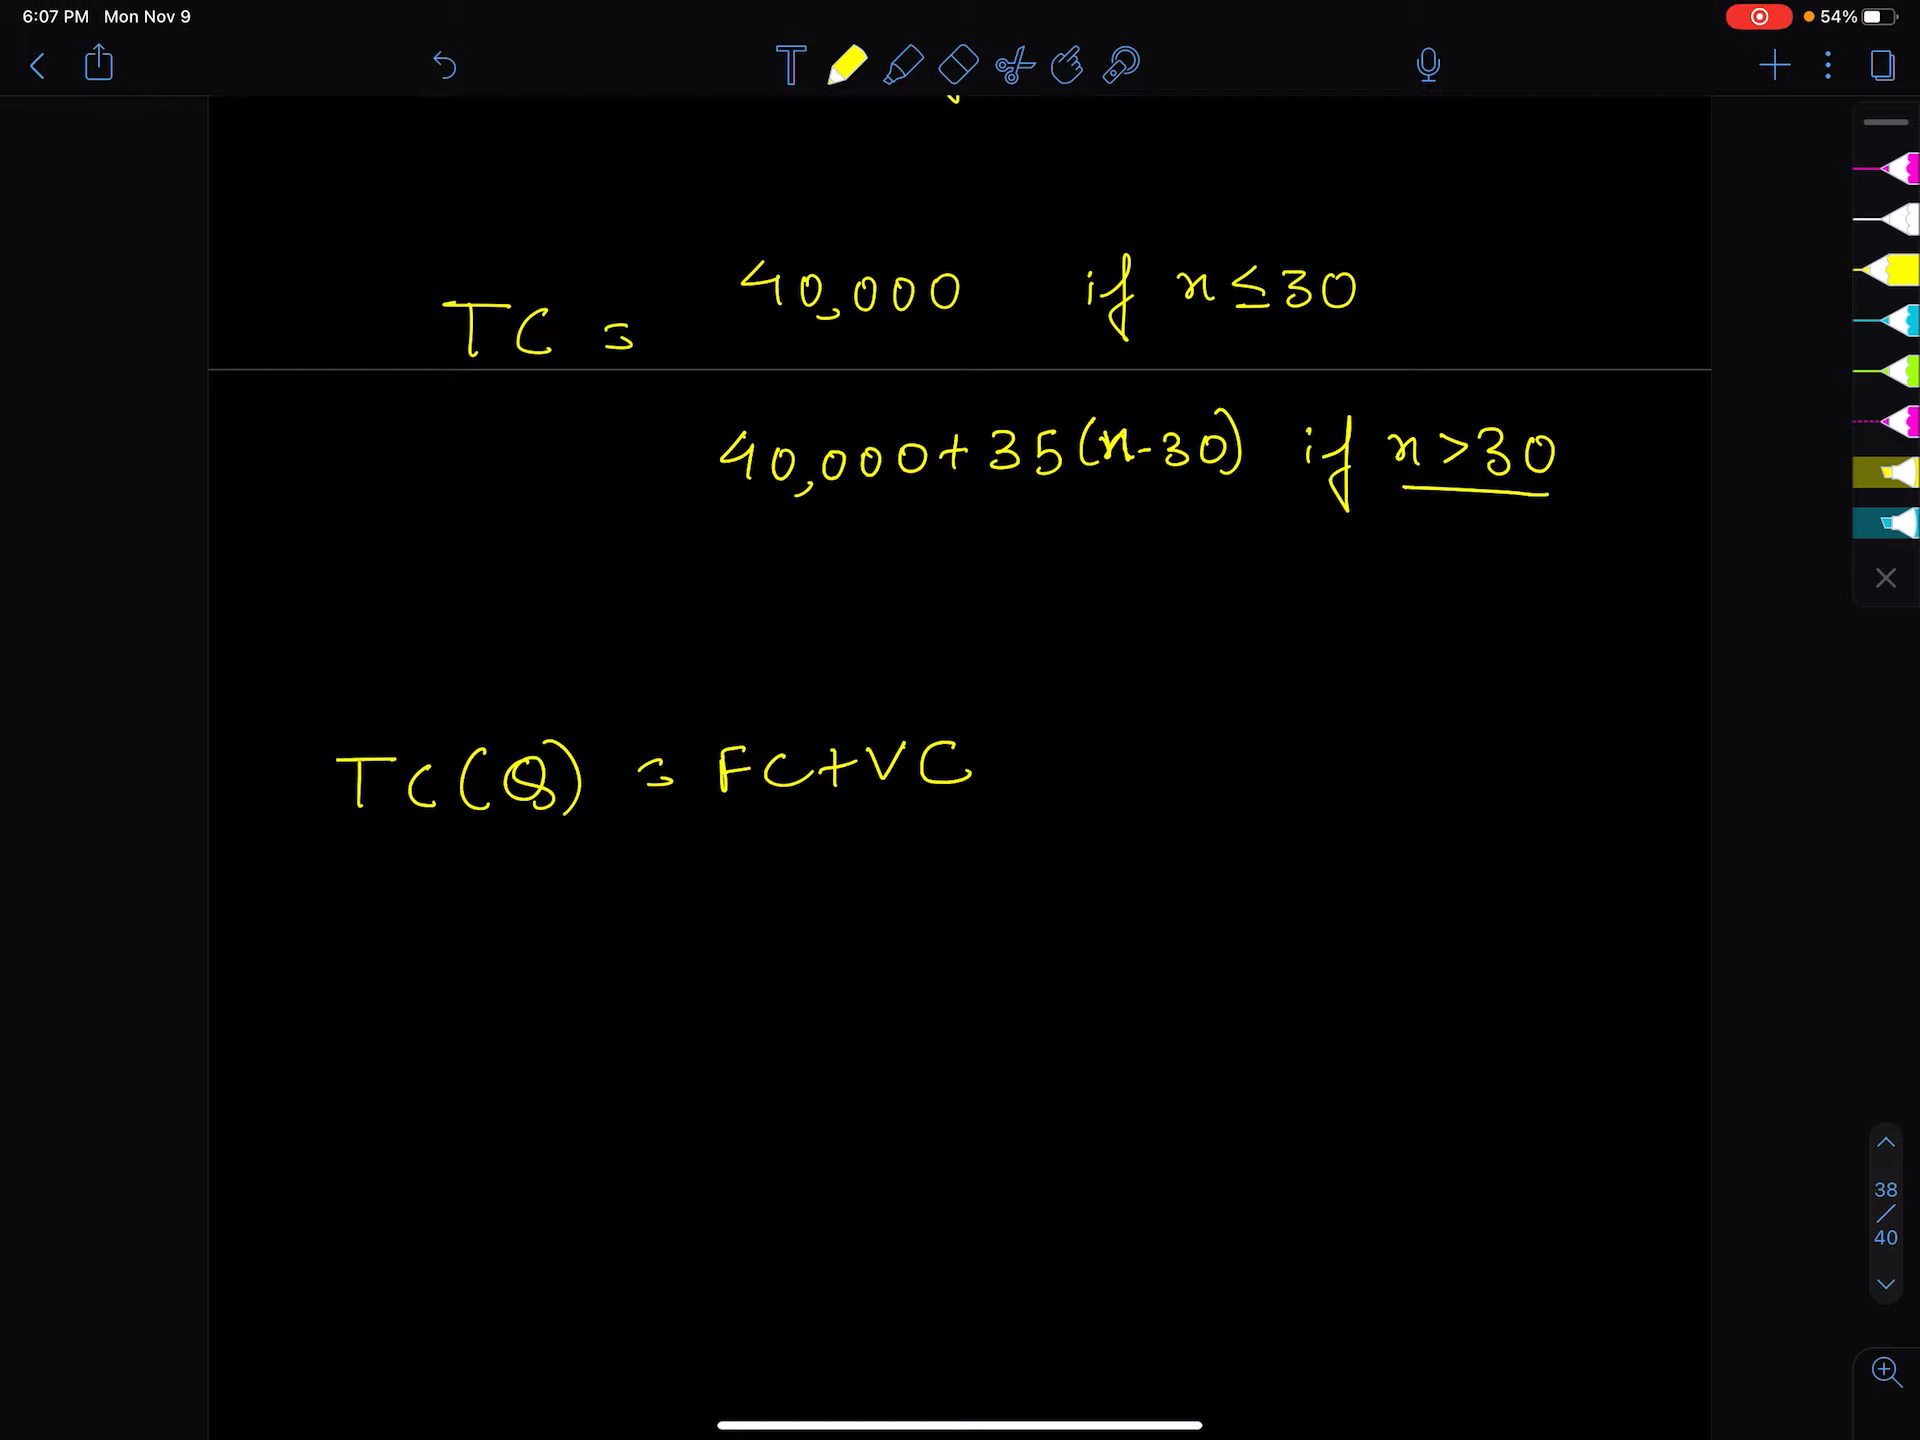 6:07 PM Mon Nov 9 54%
T
40,000 if n ≤ 30
TC =
40,000 + 35(n - 30) if n > 30
TC(Q) = FC + VC
38
/
40